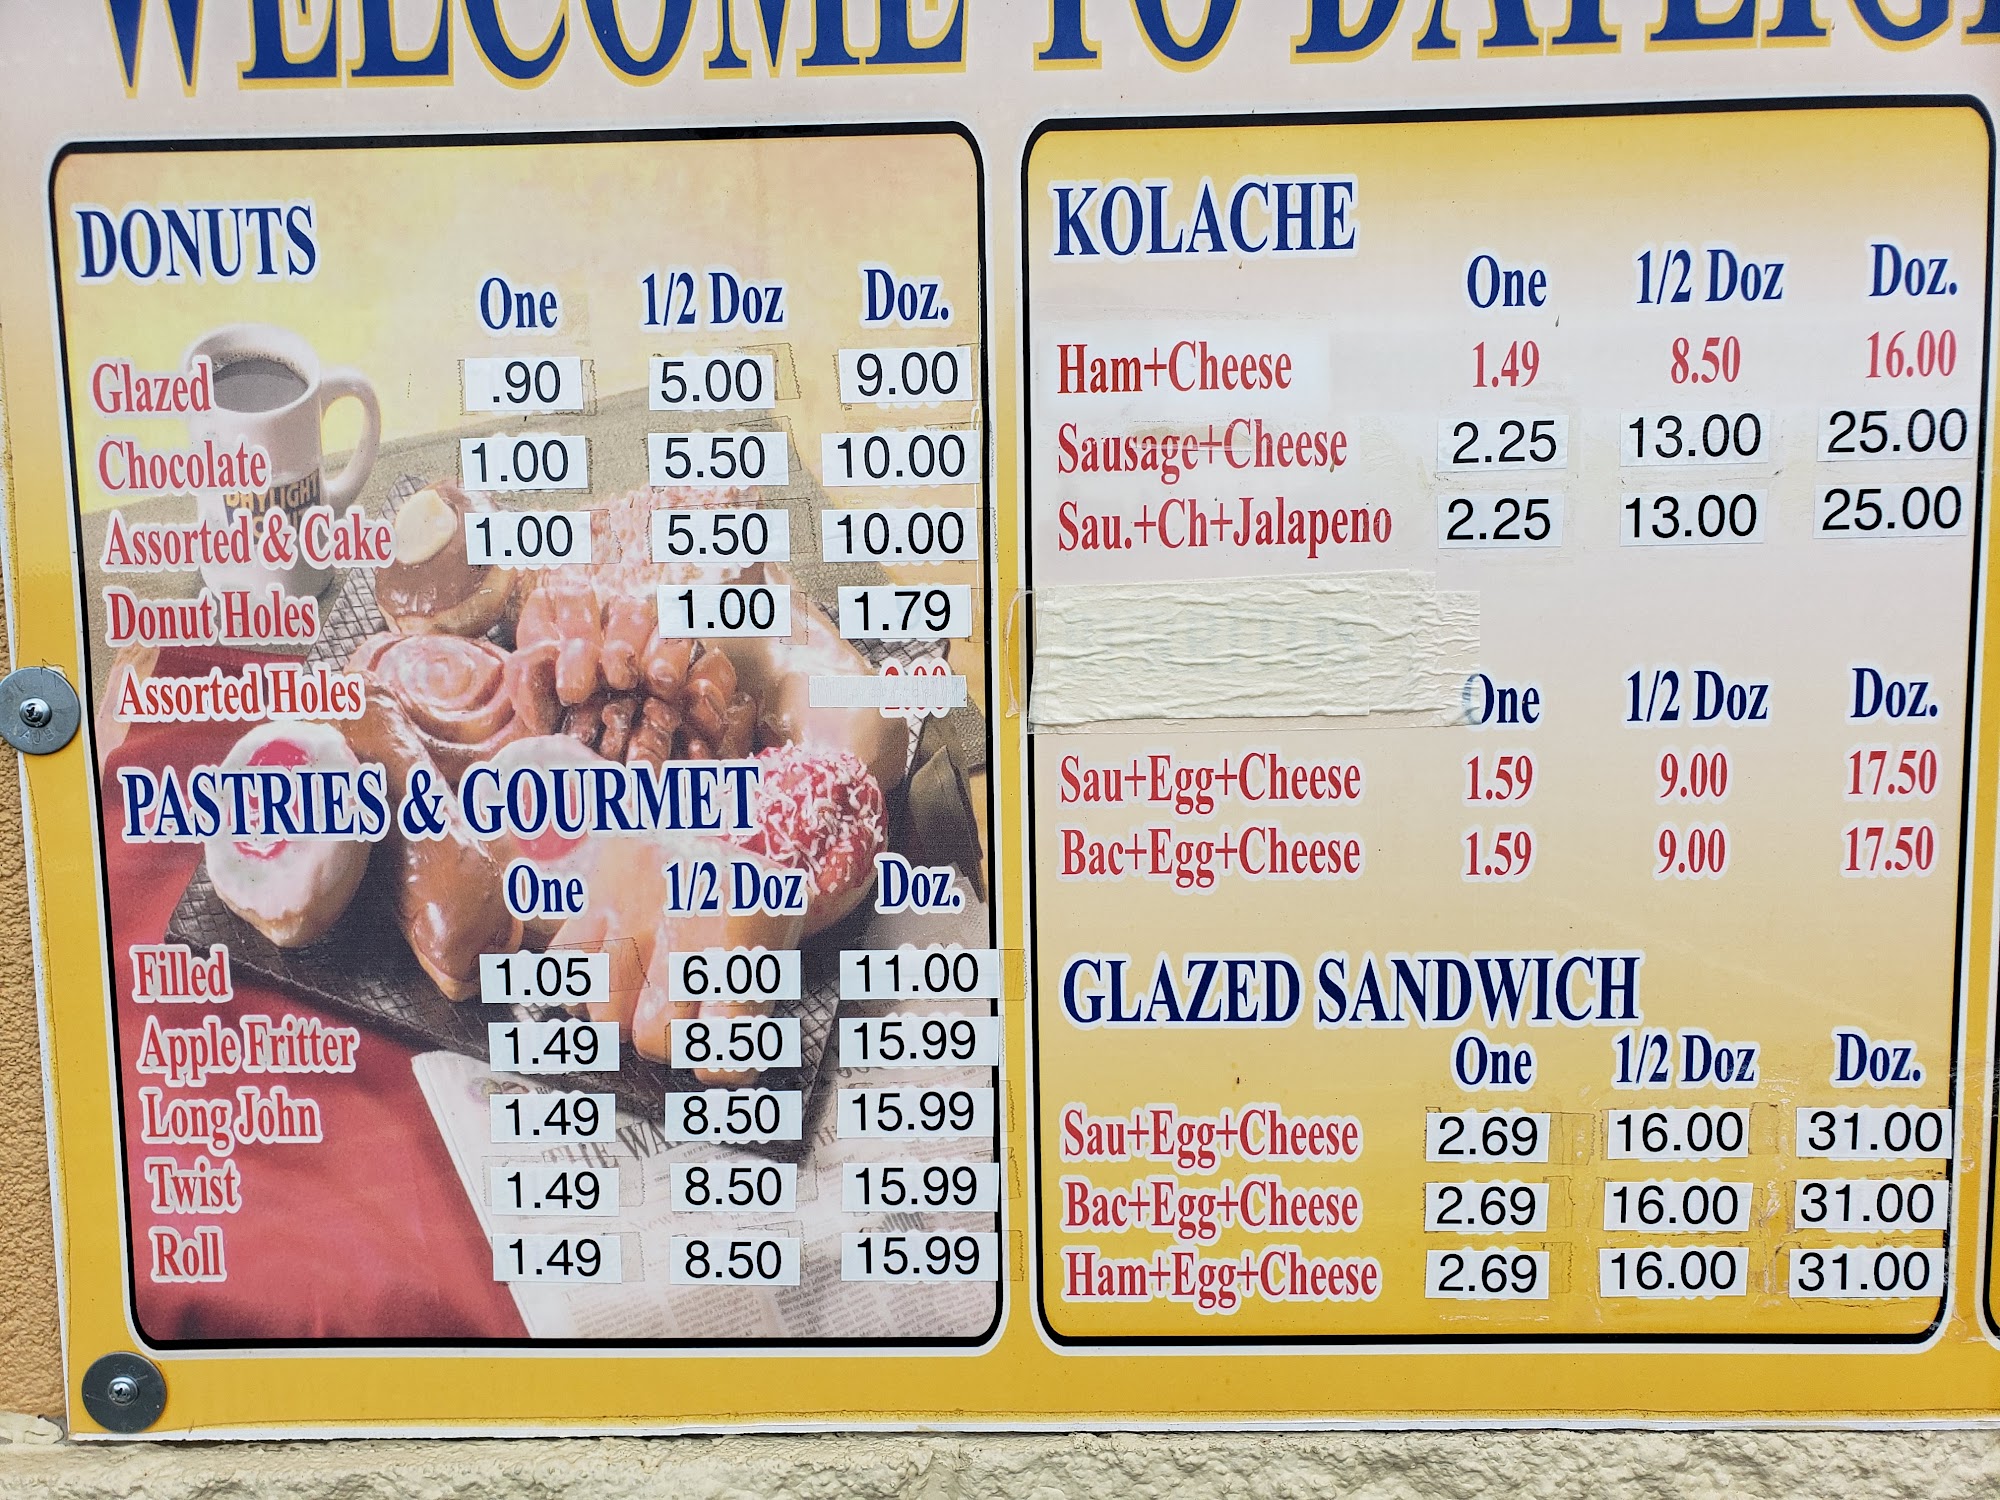 WELCOME TO DAYLIGH
DONUTS
One 1/2 Doz Doz.
Glazed .90 5.00 9.00
Chocolate 1.00 5.50 10.00
Assorted & Cake 1.00 5.50 10.00
Donut Holes 1.00 1.79
Assorted Holes 2.00
PASTRIES & GOURMET
One 1/2 Doz Doz.
Filled 1.05 6.00 11.00
Apple Fritter 1.49 8.50 15.99
Long John 1.49 8.50 15.99
Twist 1.49 8.50 15.99
Roll 1.49 8.50 15.99
DAYLIGHT
THE WA
KOLACHE
One 1/2 Doz Doz.
Ham+Cheese 1.49 8.50 16.00
Sausage+Cheese 2.25 13.00 25.00
Sau.+Ch+Jalapeno 2.25 13.00 25.00
One 1/2 Doz Doz.
Sau+Egg+Cheese 1.59 9.00 17.50
Bac+Egg+Cheese 1.59 9.00 17.50
GLAZED SANDWICH
One 1/2 Doz Doz.
Sau+Egg+Cheese 2.69 16.00 31.00
Bac+Egg+Cheese 2.69 16.00 31.00
Ham+Egg+Cheese 2.69 16.00 31.00